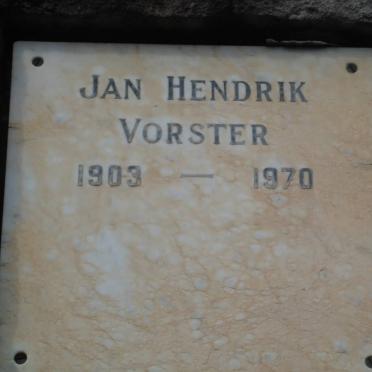 JAN HENDRIK
VORSTER
1903 — 1970